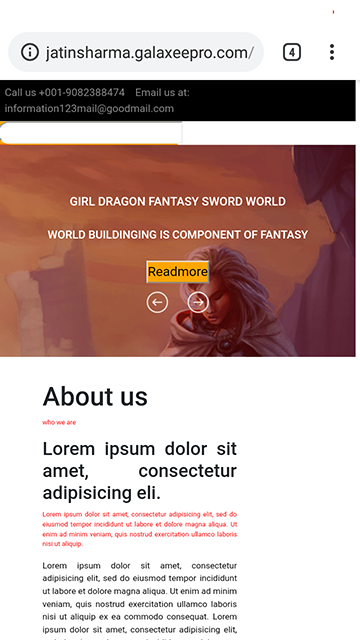 jatinsharma.galaxeepro.com/
4
Call us +001-9082388474 Email us at:
information123mail@goodmail.com
GIRL DRAGON FANTASY SWORD WORLD
WORLD BUILDINGING IS COMPONENT OF FANTASY
Readmore
About us
who we are
Lorem ipsum dolor sit
amet, consectetur
adipisicing eli.
Lorem ipsum dolor sit amet, consectetur adipisicing elit, sed do
eiusmod tempor incididunt ut labore et dolore magna aliqua. Ut
enim ad minim veniam, quis nostrud exercitation ullamco laboris
nisi ut aliquip.
Lorem ipsum dolor sit amet, consectetur
adipisicing elit, sed do eiusmod tempor incididunt
ut labore et dolore magna aliqua. Ut enim ad minim
veniam, quis nostrud exercitation ullamco laboris
nisi ut aliquip ex ea commodo consequat. Lorem
ipsum dolor sit amet, consectetur adipisicing elit,